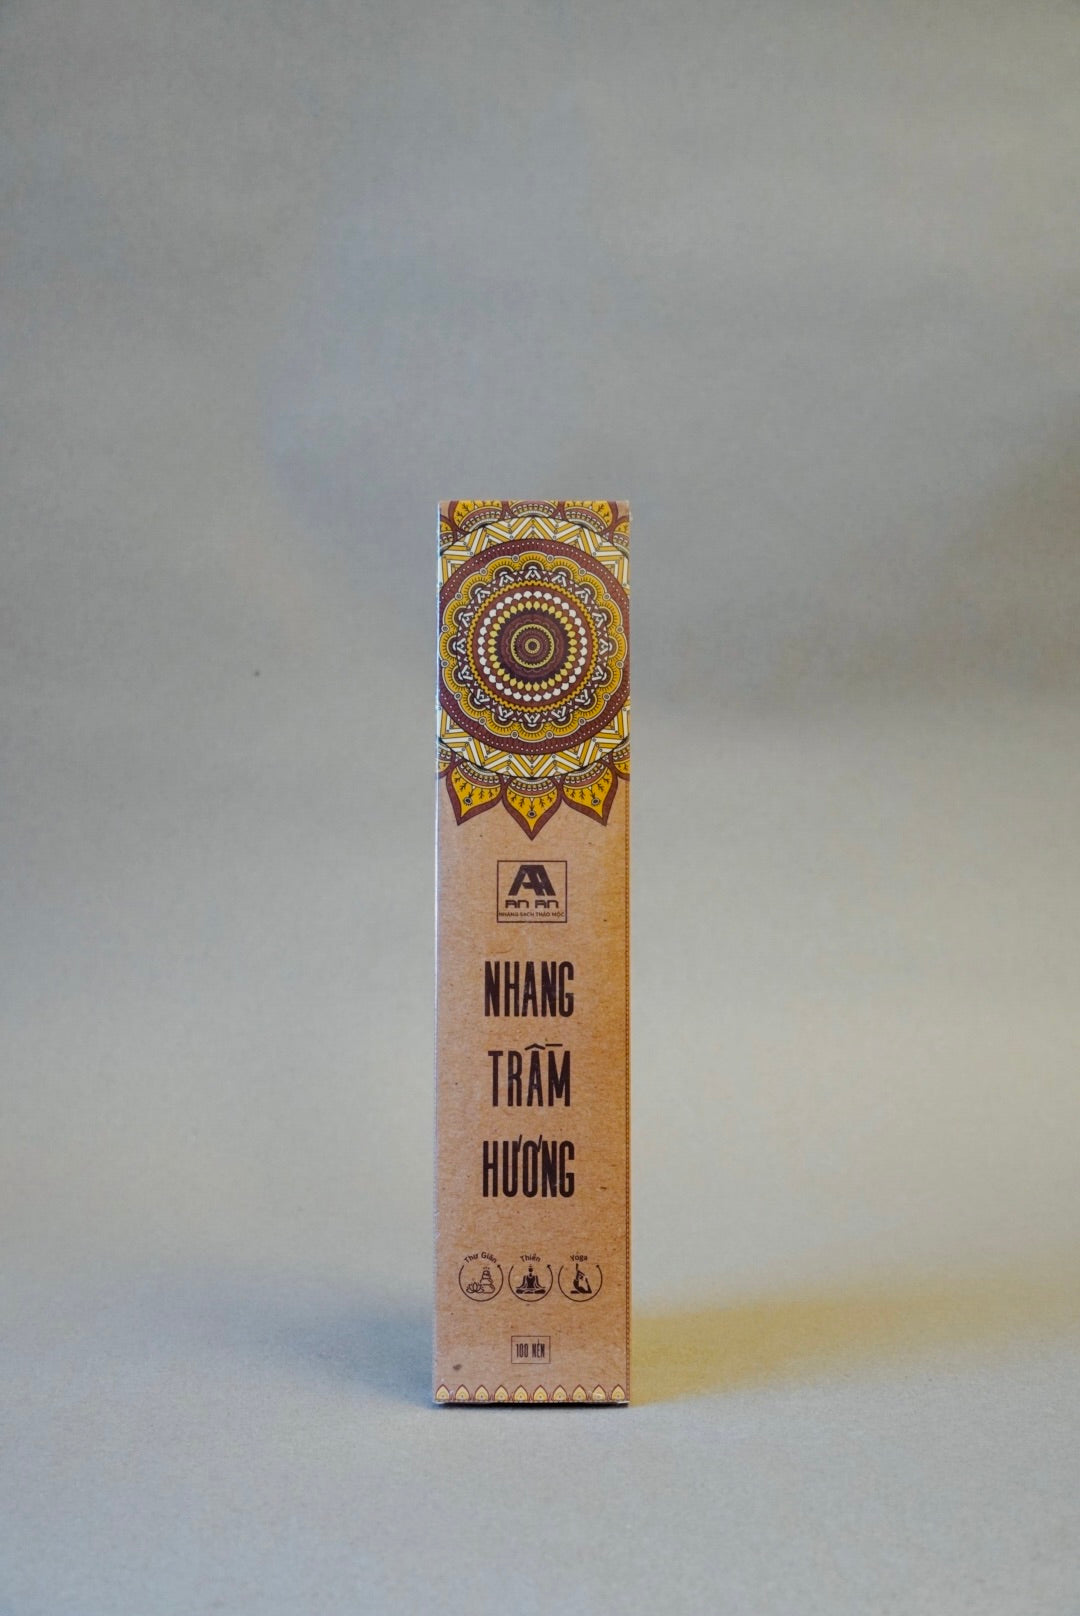 AN AN
NHANG SẠCH THẢO MỘC
NHANG
TRẦM
HƯƠNG
Thư Giãn Thiền Yoga
100 NÉN